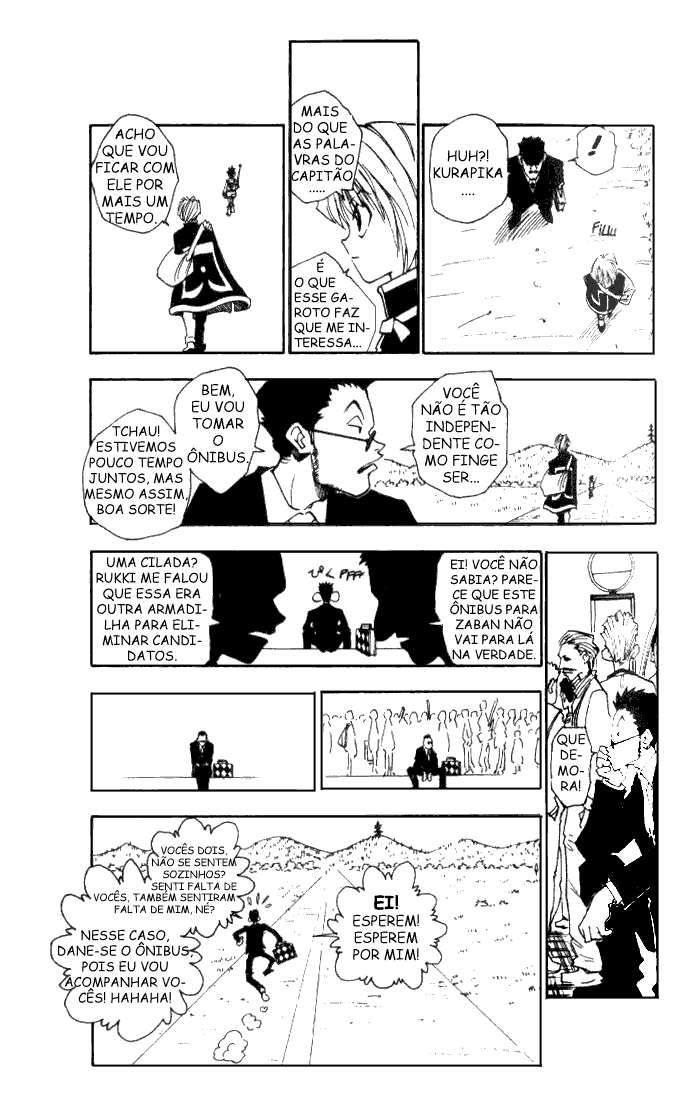 !
HUH?!
KURAPIKA
....
MAIS
DO QUE
AS PALA-
VRAS DO
CAPITÃO
.....
É
O QUE
ESSE GA-
ROTO FAZ
QUE ME IN-
TERESSA...
ACHO
QUE VOU
FICAR COM
ELE POR
MAIS UM
TEMPO.
VOCÊ
NÃO É TÃO
INDEPEN-
DENTE CO-
MO FINGE
SER...
BEM,
EU VOU
TOMAR
O
ÔNIBUS.
TCHAU!
ESTIVEMOS
POUCO TEMPO
JUNTOS, MAS
MESMO ASSIM,
BOA SORTE!
QUE
DE-
MORA!
EI! VOCÊ NÃO
SABIA? PARE-
CE QUE ESTE
ÔNIBUS PARA
ZABAN NÃO
VAI PARA LÁ
NA VERDADE.
UMA CILADA?
RUKKI ME FALOU
QUE ESSA ERA
OUTRA ARMADI-
LHA PARA ELI-
MINAR CANDI-
DATOS.
EI!
ESPEREM!
ESPEREM
POR MIM!
VOCÊS DOIS,
NÃO SE SENTEM
SOZINHOS?
SENTI FALTA DE
VOCÊS, TAMBÉM SENTIRAM
FALTA DE MIM, NÉ?
NESSE CASO,
DANE-SE O ÔNIBUS,
POIS EU VOU
ACOMPANHAR VO-
CÊS! HAHAHA!